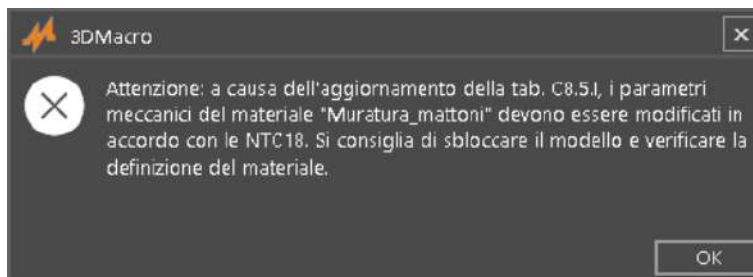 3DMacro
Attenzione: a causa dell'aggiornamento della tab. C8.5.I, i parametri
meccanici del materiale "Muratura_mattoni" devono essere modificati in
accordo con le NTC18. Si consiglia di sbloccare il modello e verificare la
definizione del materiale.
OK